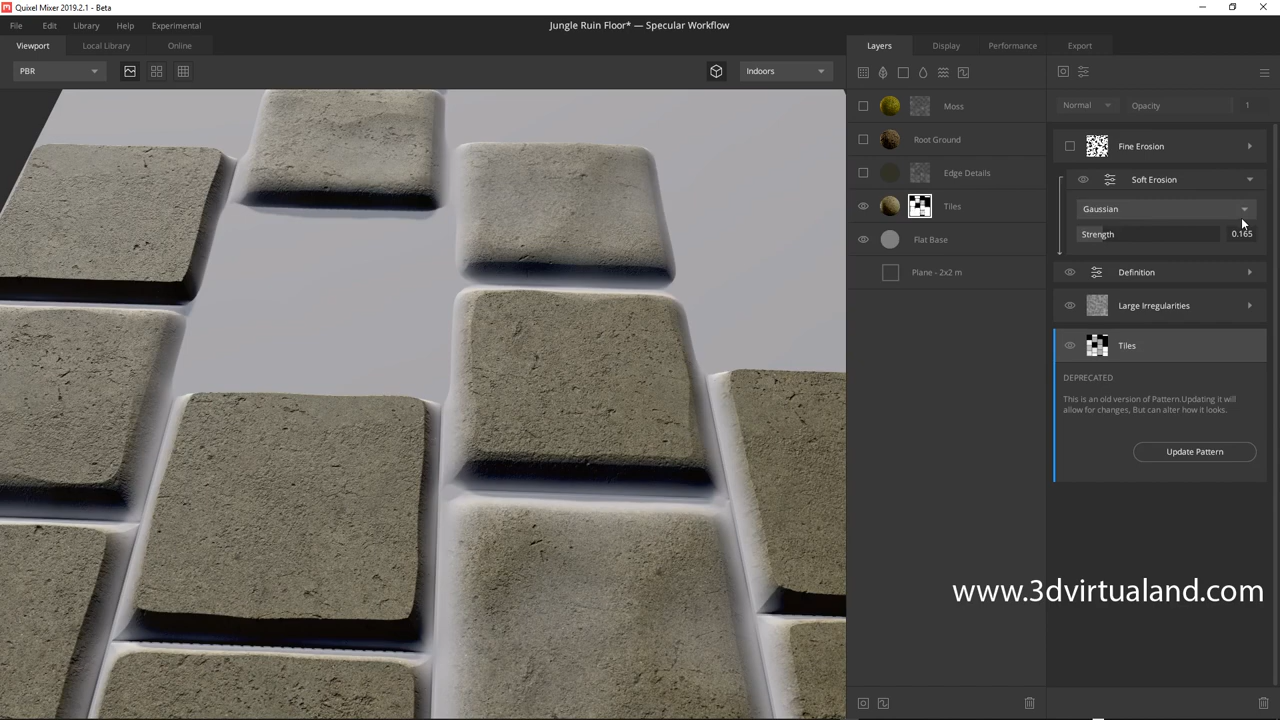 Quixel Mixer 2019.2.1 - Beta
File Edit Library Help Experimental
Jungle Ruin Floor* — Specular Workflow
Viewport Local Library Online
Layers Display Performance Export
PBR
Indoors
Normal Opacity 1
Moss
Root Ground
Edge Details
Tiles
Flat Base
Plane - 2x2 m
Fine Erosion
Soft Erosion
Gaussian
Strength 0.165
Definition
Large Irregularities
Tiles
DEPRECATED
This is an old version of Pattern.Updating it will
allow for changes, But can alter how it looks.
Update Pattern
www.3dvirtualand.com